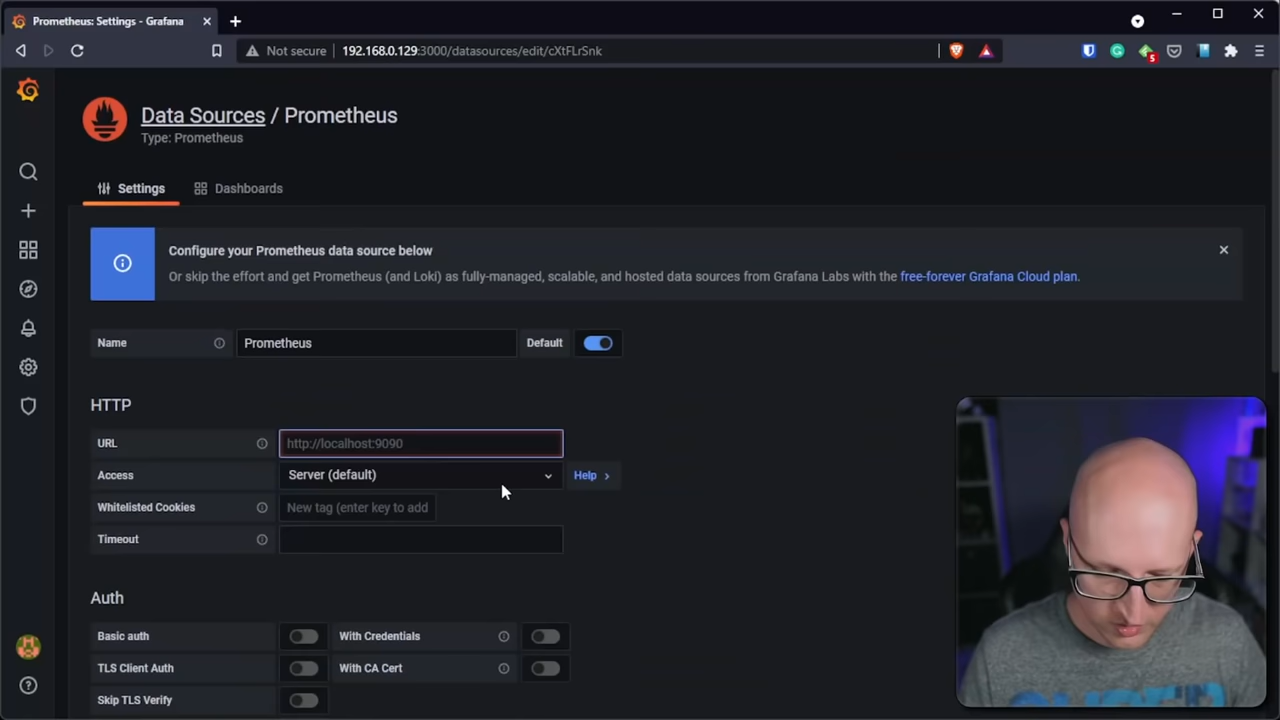 Prometheus: Settings - Grafana
Not secure
192.168.0.129:3000/datasources/edit/cXtFLrSnk
5
Data Sources / Prometheus
Type: Prometheus
Settings
Dashboards
Configure your Prometheus data source below
Or skip the effort and get Prometheus (and Loki) as fully-managed, scalable, and hosted data sources from Grafana Labs with the free-forever Grafana Cloud plan.
Name
Prometheus
Default
HTTP
URL
http://localhost:9090
Access
Server (default)
Help
Whitelisted Cookies
New tag (enter key to add
Timeout
Auth
Basic auth
With Credentials
TLS Client Auth
With CA Cert
Skip TLS Verify